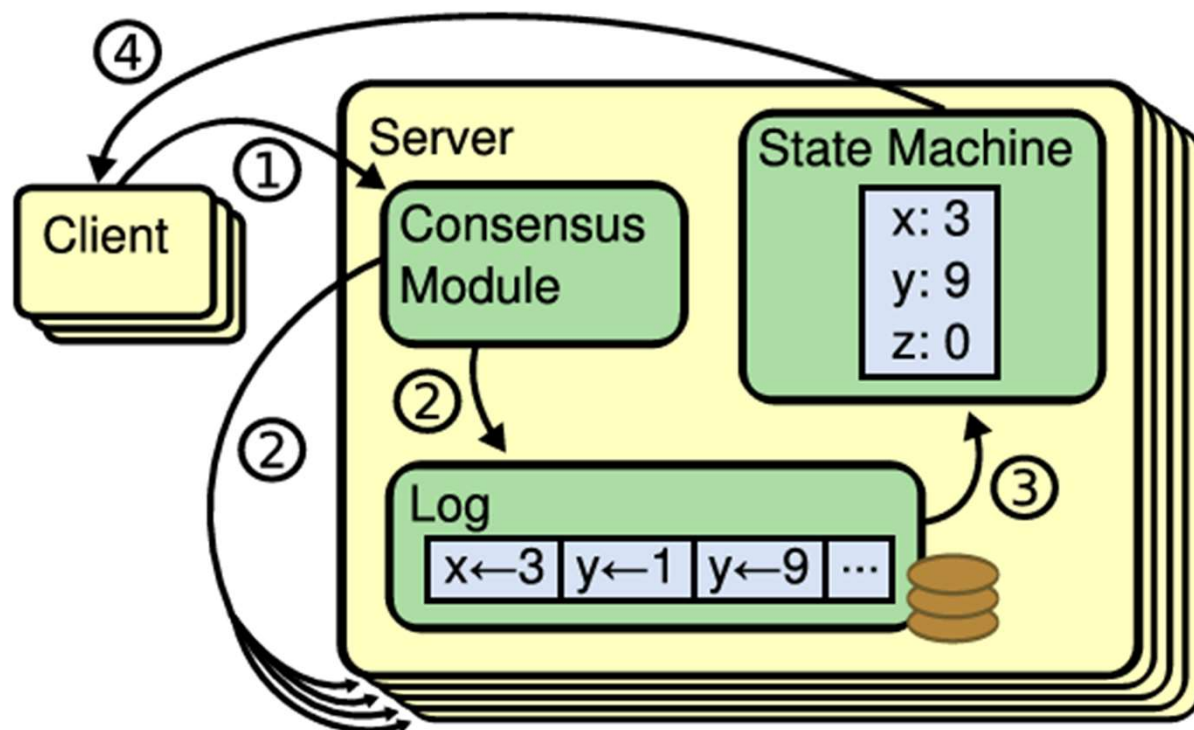 ④
①
Server
State Machine
Client
Consensus
Module
x: 3
y: 9
z: 0
②
②
③
Log
x←3 y←1 y←9 ...